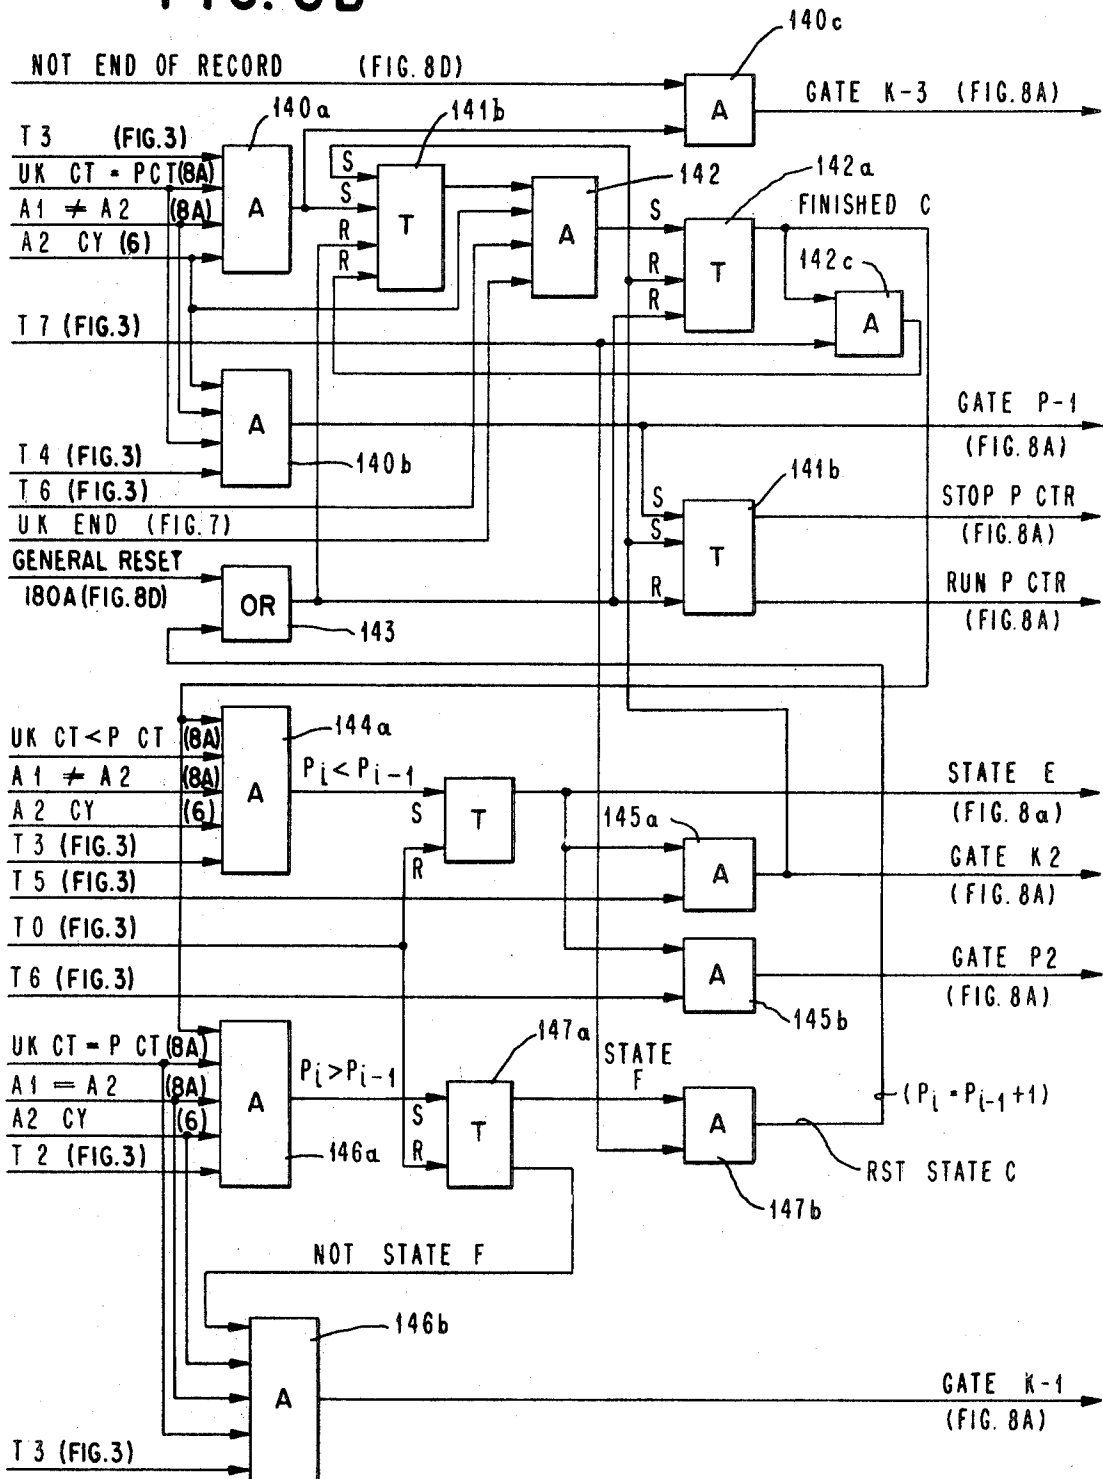 FIG. 8B
140c
NOT END OF RECORD (FIG. 8D)
A
GATE K-3 (FIG. 8A)
140a
141b
T3 (FIG.3)
UK CT = PCT (8A)
A1 ≠ A2 (8A)
A2 CY (6)
A
S
S
R
R
T
142
A
142a
S
R
R
T
FINISHED C
142c
A
T7 (FIG.3)
A
140b
GATE P-1
(FIG. 8A)
T4 (FIG.3)
T6 (FIG.3)
UK END (FIG.7)
141b
S
S
R
T
STOP P CTR
(FIG. 8A)
RUN P CTR
(FIG. 8A)
GENERAL RESET
180A (FIG.8D)
OR
143
144a
UK CT < P CT (8A)
A1 ≠ A2 (8A)
A2 CY (6)
T3 (FIG.3)
T5 (FIG.3)
A
Pi < Pi-1
S
R
T
STATE E
(FIG. 8a)
145a
A
GATE K2
(FIG. 8A)
T0 (FIG.3)
T6 (FIG.3)
A
145b
GATE P2
(FIG. 8A)
UK CT = P CT (8A)
A1 = A2 (8A)
A2 CY (6)
T2 (FIG.3)
A
146a
Pi > Pi-1
S
R
T
147a
STATE
F
A
147b
(Pi = Pi-1 + 1)
RST STATE C
NOT STATE F
146b
A
GATE K-1
(FIG. 8A)
T3 (FIG.3)